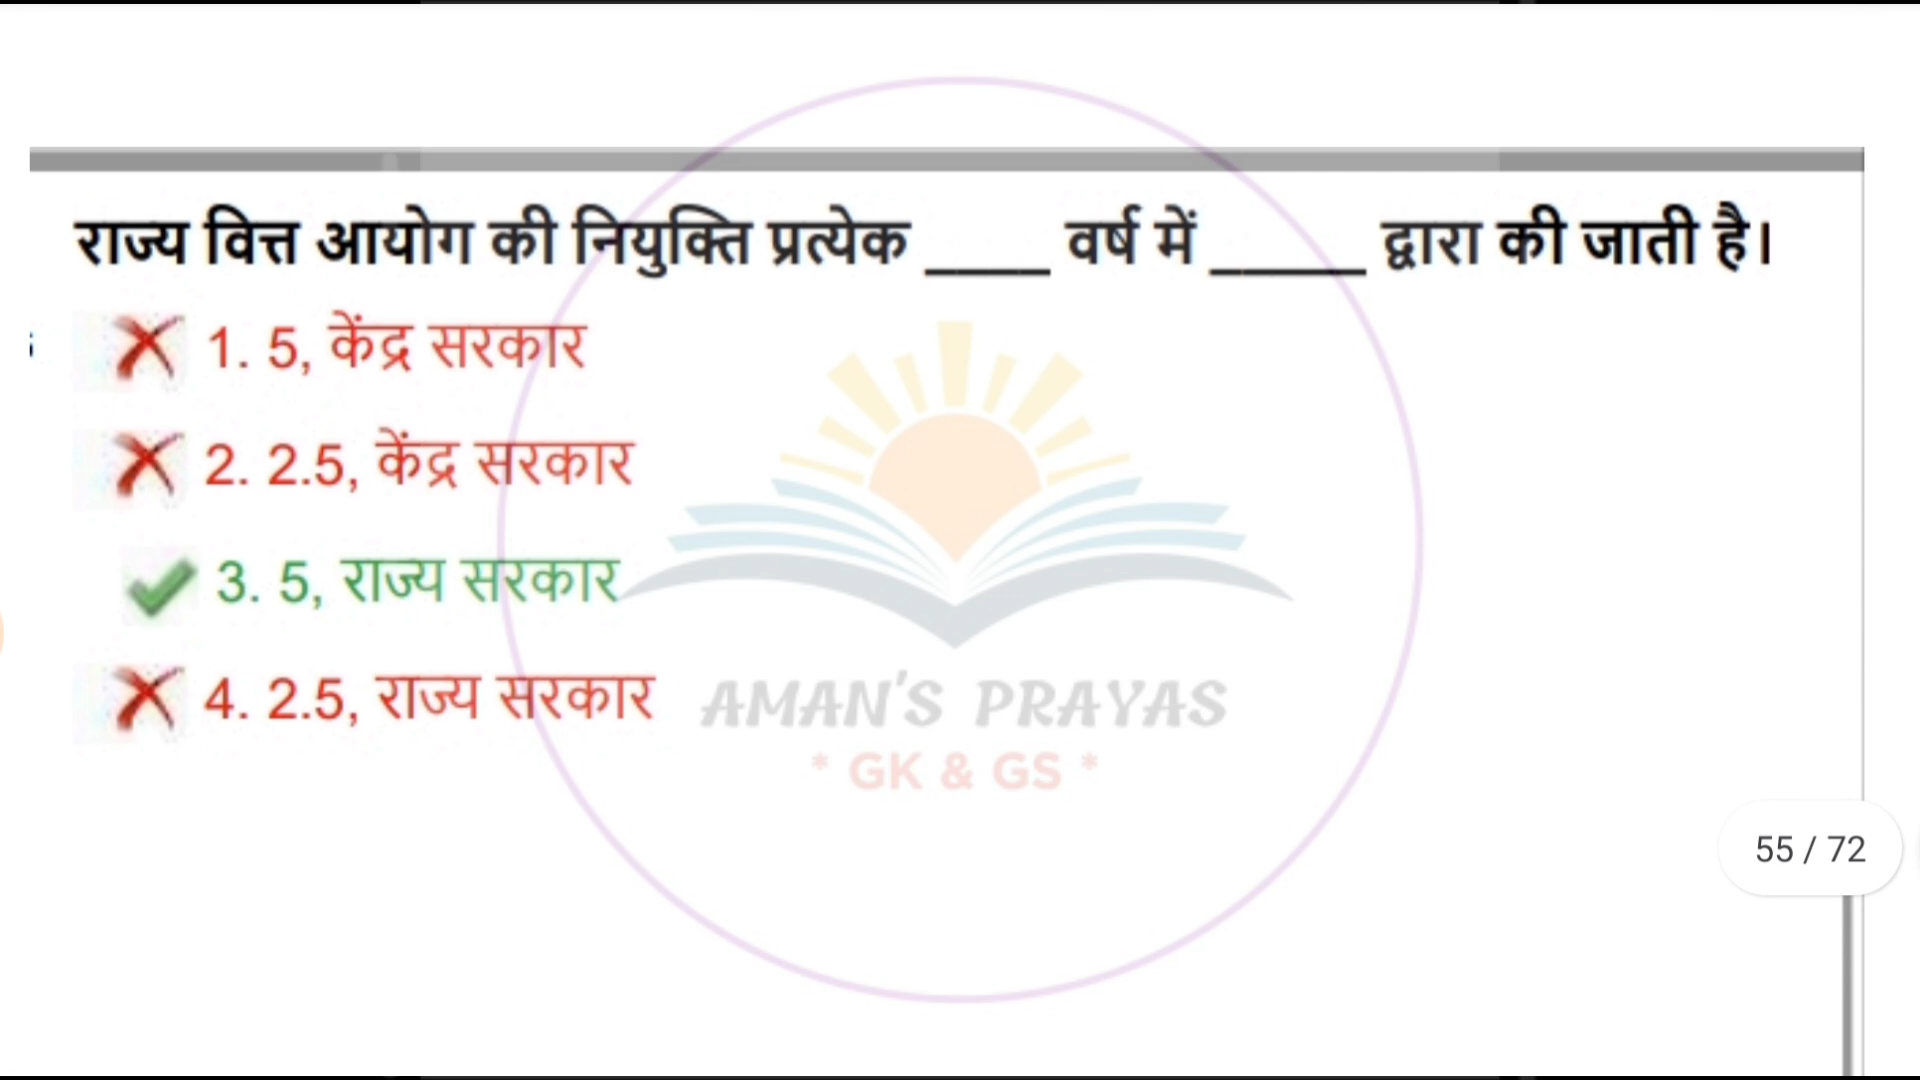 राज्य वित्त आयोग की नियुक्ति प्रत्येक ____ वर्ष में _____ द्वारा की जाती है।
1. 5, केंद्र सरकार
2. 2.5, केंद्र सरकार
3. 5, राज्य सरकार
4. 2.5, राज्य सरकार
AMAN'S PRAYAS
* GK & GS *
55 / 72